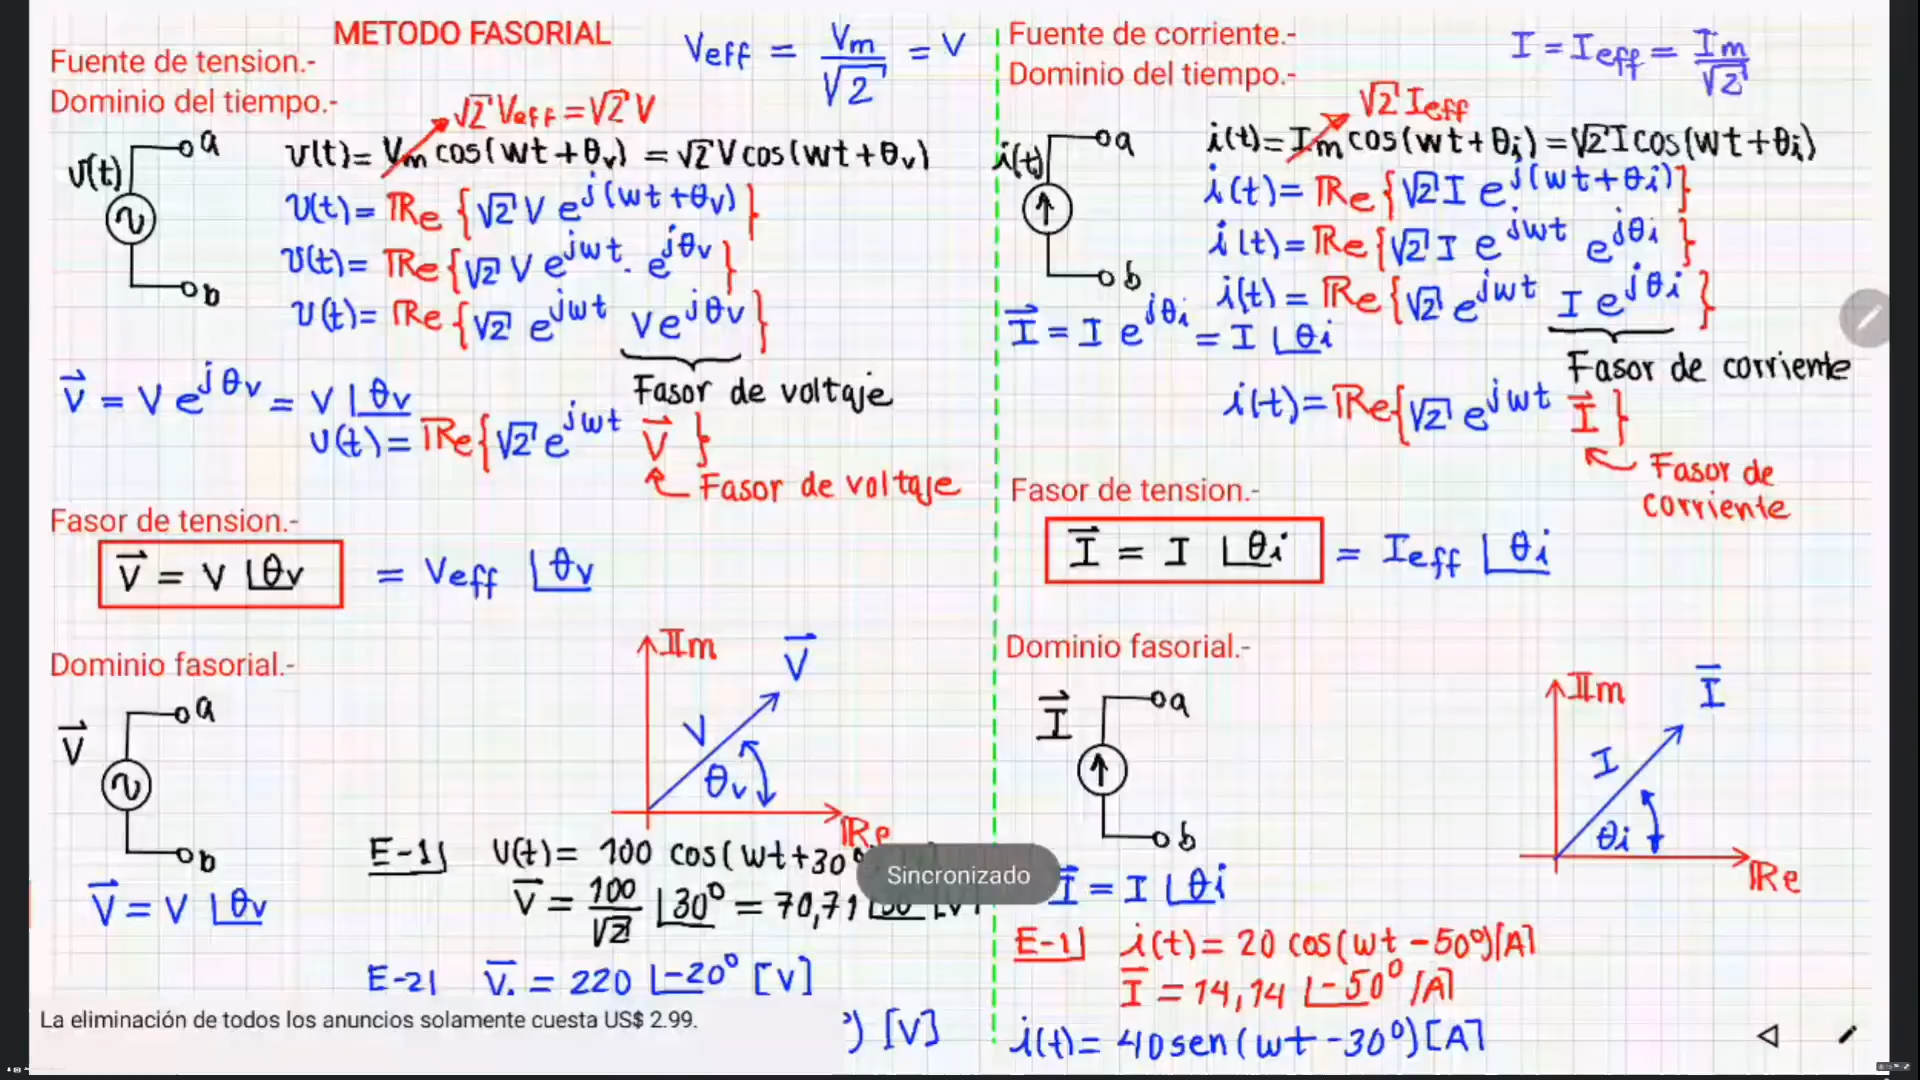 METODO FASORIAL
Veff = Vm/√2 = V
Fuente de tension.-
Dominio del tiempo.-
√2 Veff = √2 V
a
v(t)
b
v(t)= Vm cos(wt+θv) = √2 V cos(wt+θv)
v(t)= Re {√2 V e^j(wt+θv)}
v(t)= Re {√2 V e^jwt . e^jθv}
v(t)= Re {√2 e^jwt V e^jθv}
Fasor de voltaje
V⃗ = V e^jθv = V ∠θv
v(t)= Re{√2 e^jwt V⃗ }
Fasor de voltaje
Fasor de tension.-
V⃗ = V ∠θv = Veff ∠θv
Dominio fasorial.-
V⃗
a
b
V⃗ = V ∠θv
IIm
V⃗
V
θv
Re
E-1| v(t)= 100 cos(wt+30°
V⃗ = 100/√2 ∠30° = 70,71
E-2| V⃗. = 220 ∠-20° [V]
) [V]
La eliminación de todos los anuncios solamente cuesta US$ 2.99.
Sincronizado
Fuente de corriente.-
Dominio del tiempo.-
I = Ieff = Im/√2
√2 Ieff
i(t)
a
b
i(t)= Im cos(wt+θi) = √2 I cos(wt+θi)
i(t)= Re{√2 I e^j(wt+θi)}
i(t)= Re{√2 I e^jwt e^jθi }
i(t)= Re{√2 e^jwt I e^jθi }
I⃗ = I e^jθi = I ∠θi
Fasor de corriente
i(t)= Re{√2 e^jwt I⃗ }
Fasor de
corriente
Fasor de tension.-
I⃗ = I ∠θi = Ieff ∠θi
Dominio fasorial.-
I⃗
a
b
I⃗ = I ∠θi
IIm
I⃗
I
θi
Re
E-1| i(t)= 20 cos(wt -50°)[A]
I⃗ = 14,14 ∠-50° [A]
i(t)= 40 sen(wt -30°)[A]